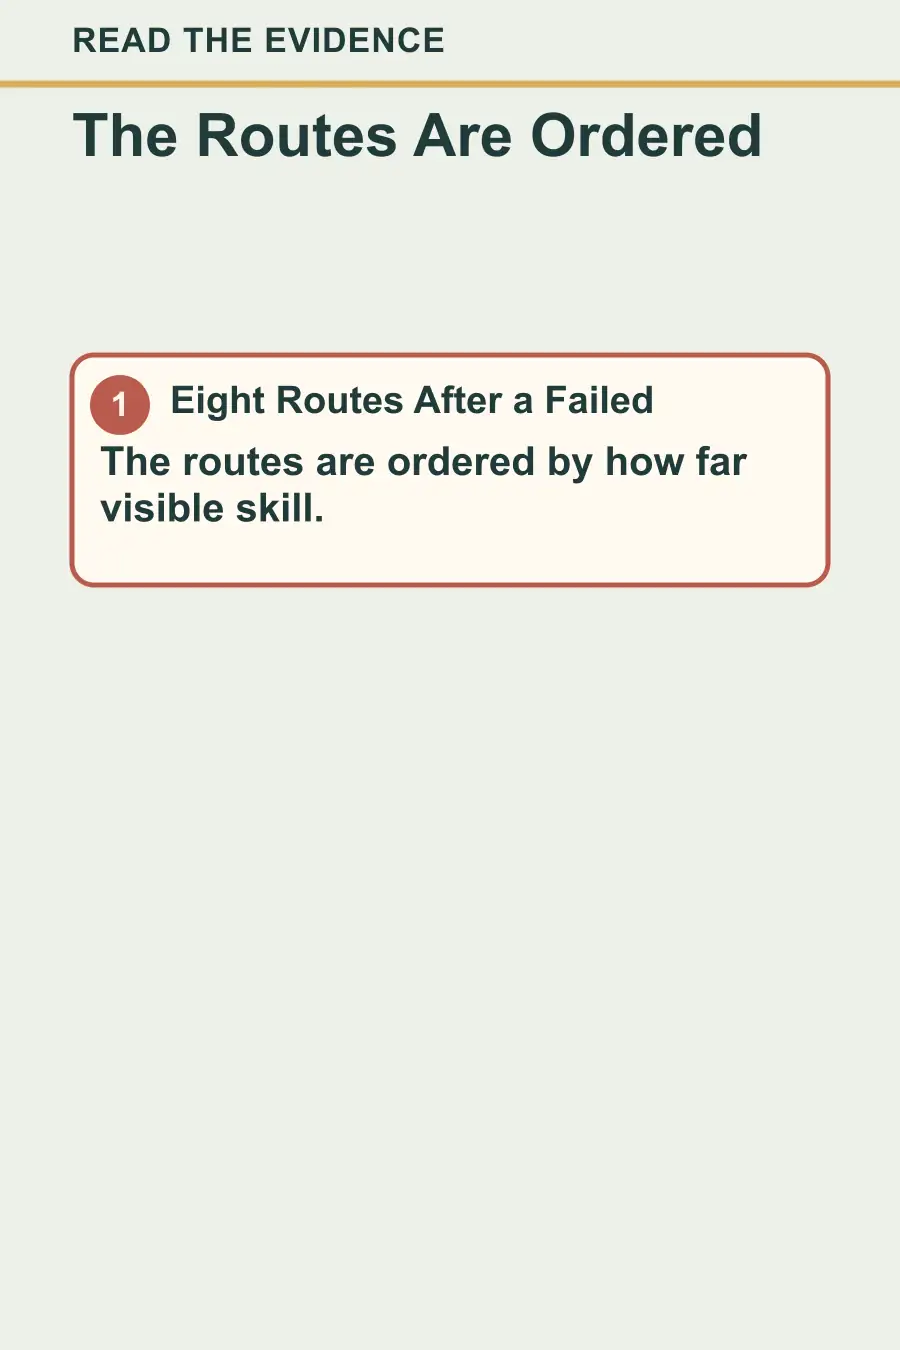 READ THE EVIDENCE
The Routes Are Ordered
1
Eight Routes After a Failed
The routes are ordered by how far
visible skill.